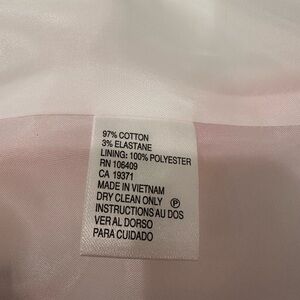 97% COTTON
3% ELASTANE
LINING: 100% POLYESTER
RN 106409
CA 19371
MADE IN VIETNAM
DRY CLEAN ONLY Ⓟ
INSTRUCTIONS AU DOS
VER AL DORSO
PARA CUIDADO